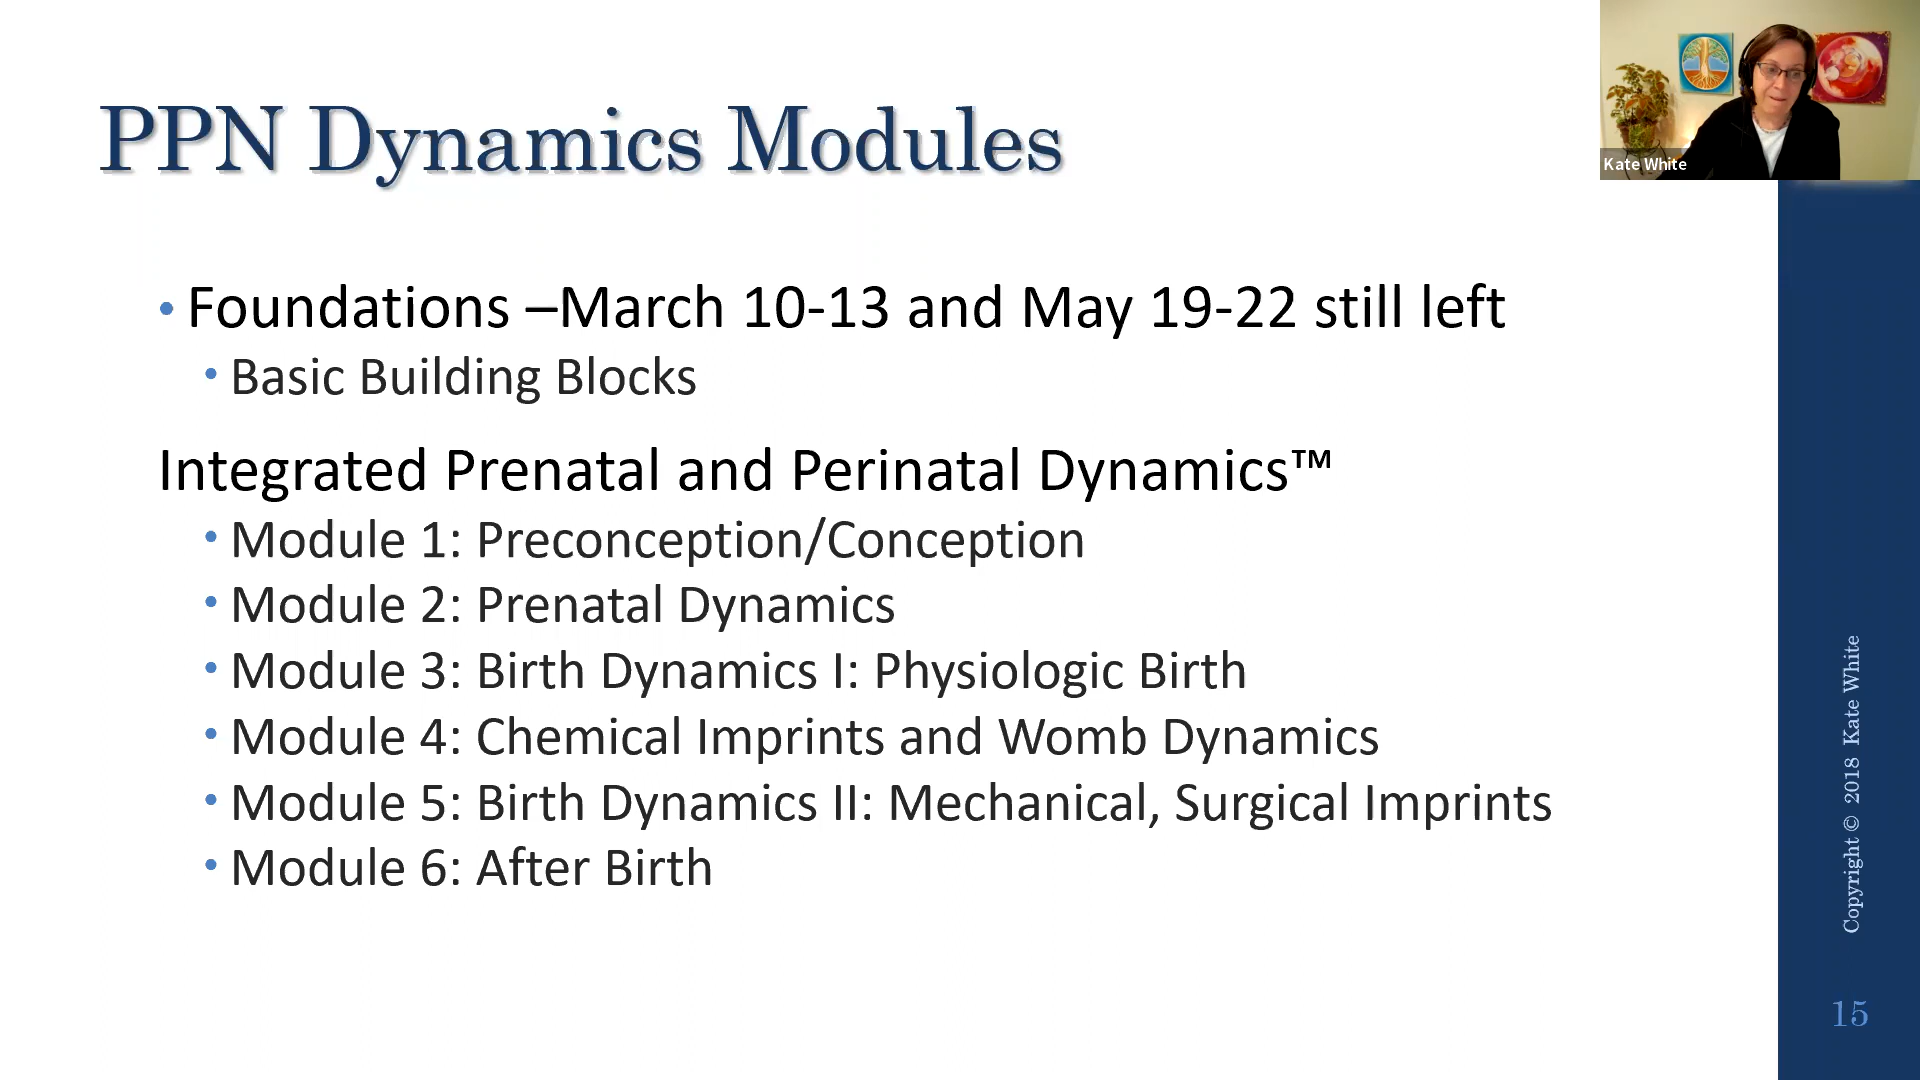 PPN Dynamics Modules
Kate White
• Foundations –March 10-13 and May 19-22 still left
• Basic Building Blocks
Integrated Prenatal and Perinatal Dynamics™
• Module 1: Preconception/Conception
• Module 2: Prenatal Dynamics
• Module 3: Birth Dynamics I: Physiologic Birth
• Module 4: Chemical Imprints and Womb Dynamics
• Module 5: Birth Dynamics II: Mechanical, Surgical Imprints
• Module 6: After Birth
Copyright © 2018 Kate White
15